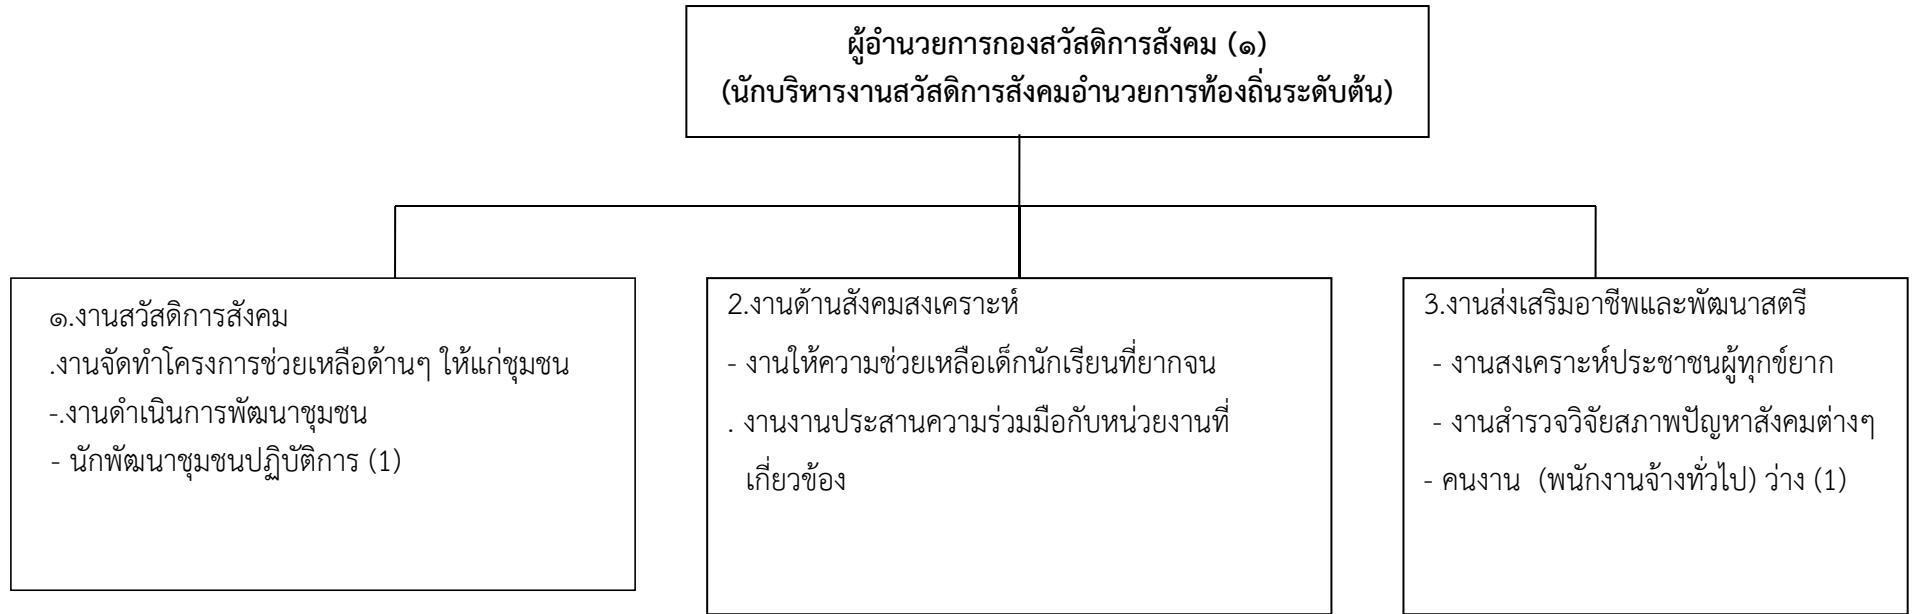 ผู้อำนวยการกองสวัสดิการสังคม (๑)
(นักบริหารงานสวัสดิการสังคมอำนวยการท้องถิ่นระดับต้น)
๑.งานสวัสดิการสังคม
.งานจัดทำโครงการช่วยเหลือด้านๆ ให้แก่ชุมชน
-.งานดำเนินการพัฒนาชุมชน
- นักพัฒนาชุมชนปฏิบัติการ (1)
2.งานด้านสังคมสงเคราะห์
- งานให้ความช่วยเหลือเด็กนักเรียนที่ยากจน
. งานงานประสานความร่วมมือกับหน่วยงานที่
เกี่ยวข้อง
3.งานส่งเสริมอาชีพและพัฒนาสตรี
- งานสงเคราะห์ประชาชนผู้ทุกข์ยาก
- งานสำรวจวิจัยสภาพปัญหาสังคมต่างๆ
- คนงาน (พนักงานจ้างทั่วไป) ว่าง (1)